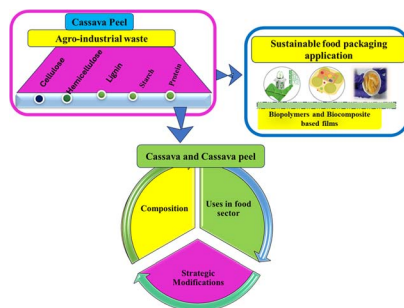 Cassava Peel
Agro-industrial waste
Cellulose
Hemicellulose
Lignin
Starch
Protein
Sustainable food packaging
application
Biopolymers and Biocomposite
based films
Cassava and Cassava peel
Composition
Uses in food
sector
Strategic
Modifications